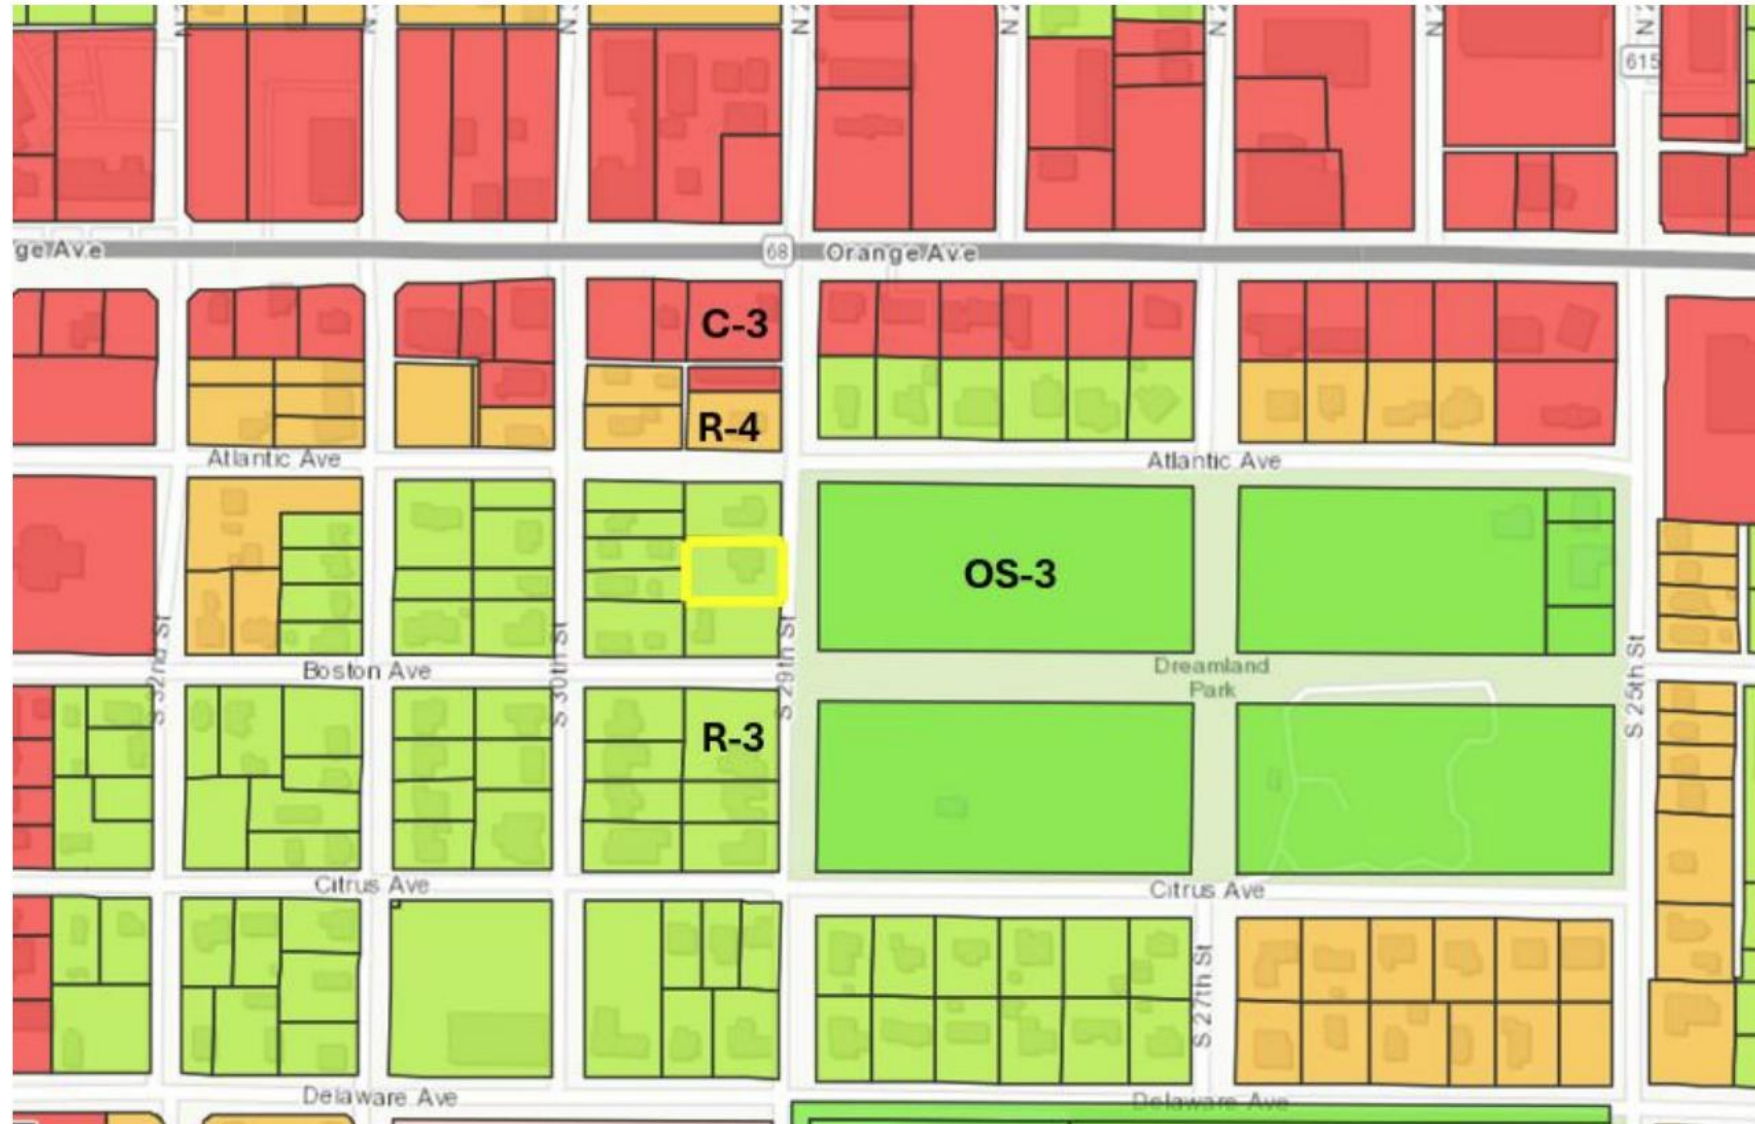 615
ge Ave
68
Orange Ave
C-3
R-4
Atlantic Ave
Atlantic Ave
OS-3
S 32nd St
S 30th St
S 29th St
Boston Ave
Dreamland
Park
S 25th St
R-3
Citrus Ave
Citrus Ave
S 27th St
Delaware Ave
Delaware Ave